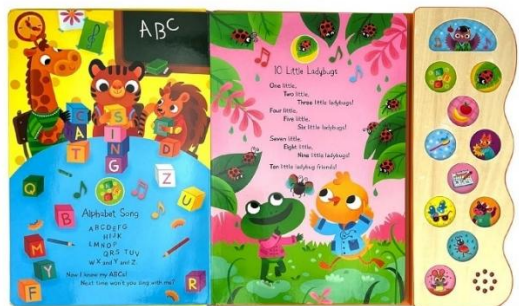 ABC
C
A
T
S
I
N
G
D
Q
Z
U
B
M
Y
F
R
Alphabet Song
ABCDEFG
HIJK
LMNOP
QRS TUV
WX and Y and Z.
Now I know my ABCs!
Next time won't you sing with me?
10 Little Ladybugs
One little,
Two little,
Three little ladybugs!
Four little,
Five little,
Six little ladybugs!
Seven little,
Eight little,
Nine little ladybugs!
Ten little ladybug friends!